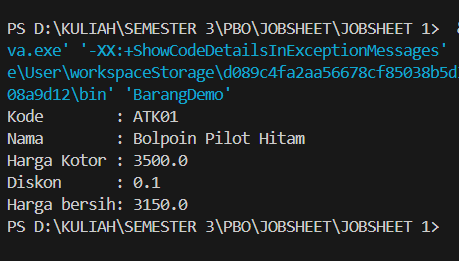 PS D:\KULIAH\SEMESTER 3\PBO\JOBSHEET\JOBSHEET 1>
va.exe' '-XX:+ShowCodeDetailsInExceptionMessages'
e\User\workspaceStorage\d089c4fa2aa56678cf85038b5d
08a9d12\bin' 'BarangDemo'
Kode : ATK01
Nama : Bolpoin Pilot Hitam
Harga Kotor : 3500.0
Diskon : 0.1
Harga bersih: 3150.0
PS D:\KULIAH\SEMESTER 3\PBO\JOBSHEET\JOBSHEET 1>